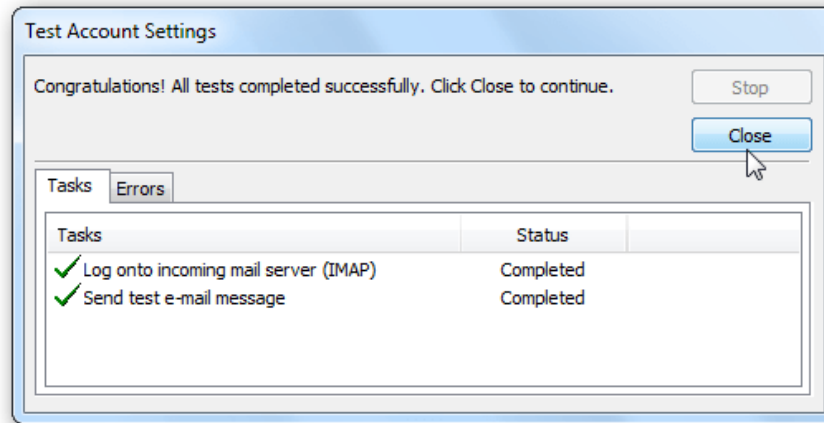 Test Account Settings
Congratulations! All tests completed successfully. Click Close to continue.
Stop
Close
Tasks Errors
Tasks Status
Log onto incoming mail server (IMAP) Completed
Send test e-mail message Completed